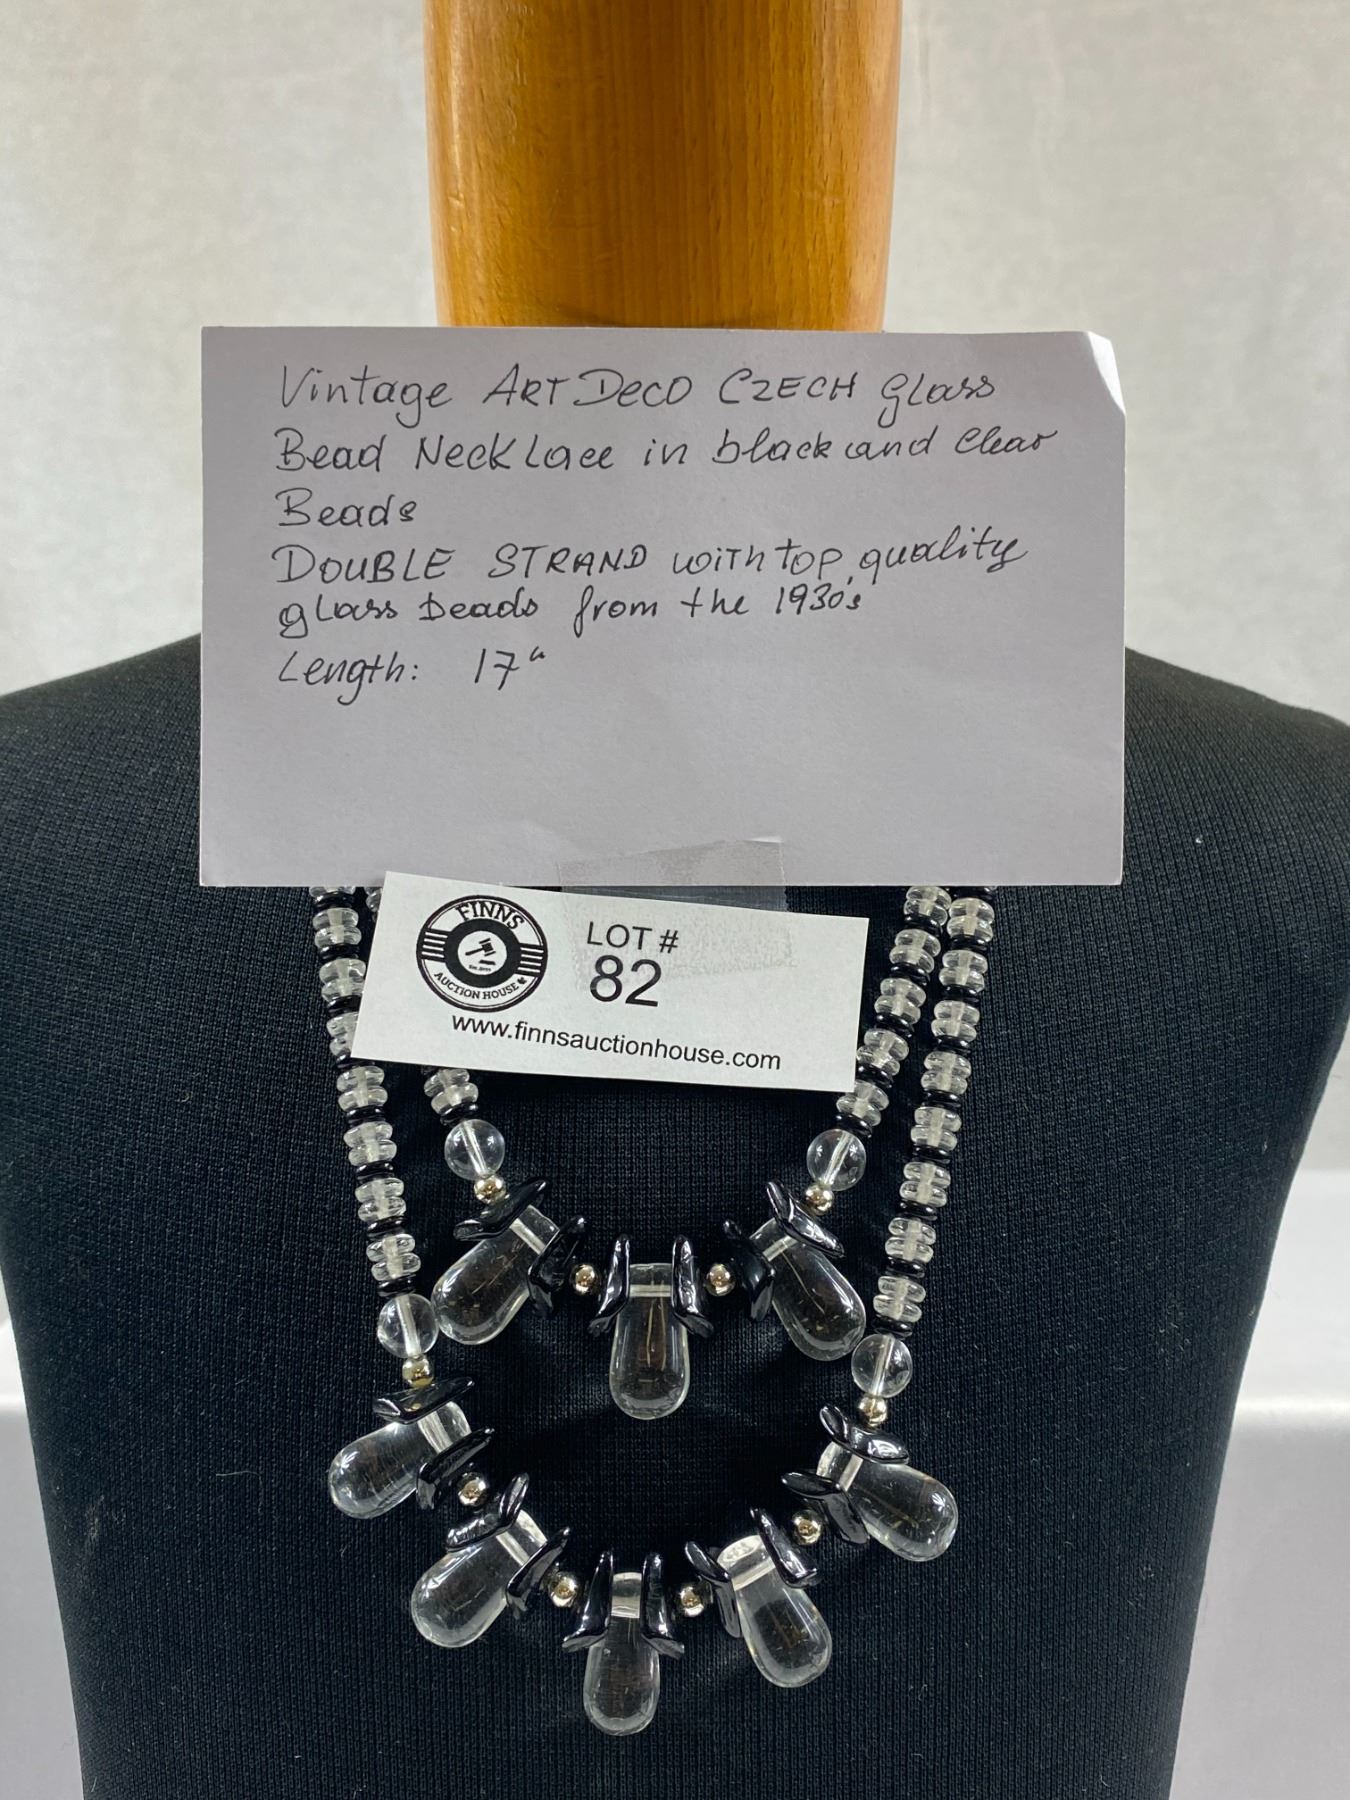 Vintage ART DECO CZECH glass
Bead Necklace in black and clear
Beads
DOUBLE STRAND with top quality
glass beads from the 1930's
Length: 17"
FINNS
AUCTION HOUSE
LOT #
82
www.finnsauctionhouse.com